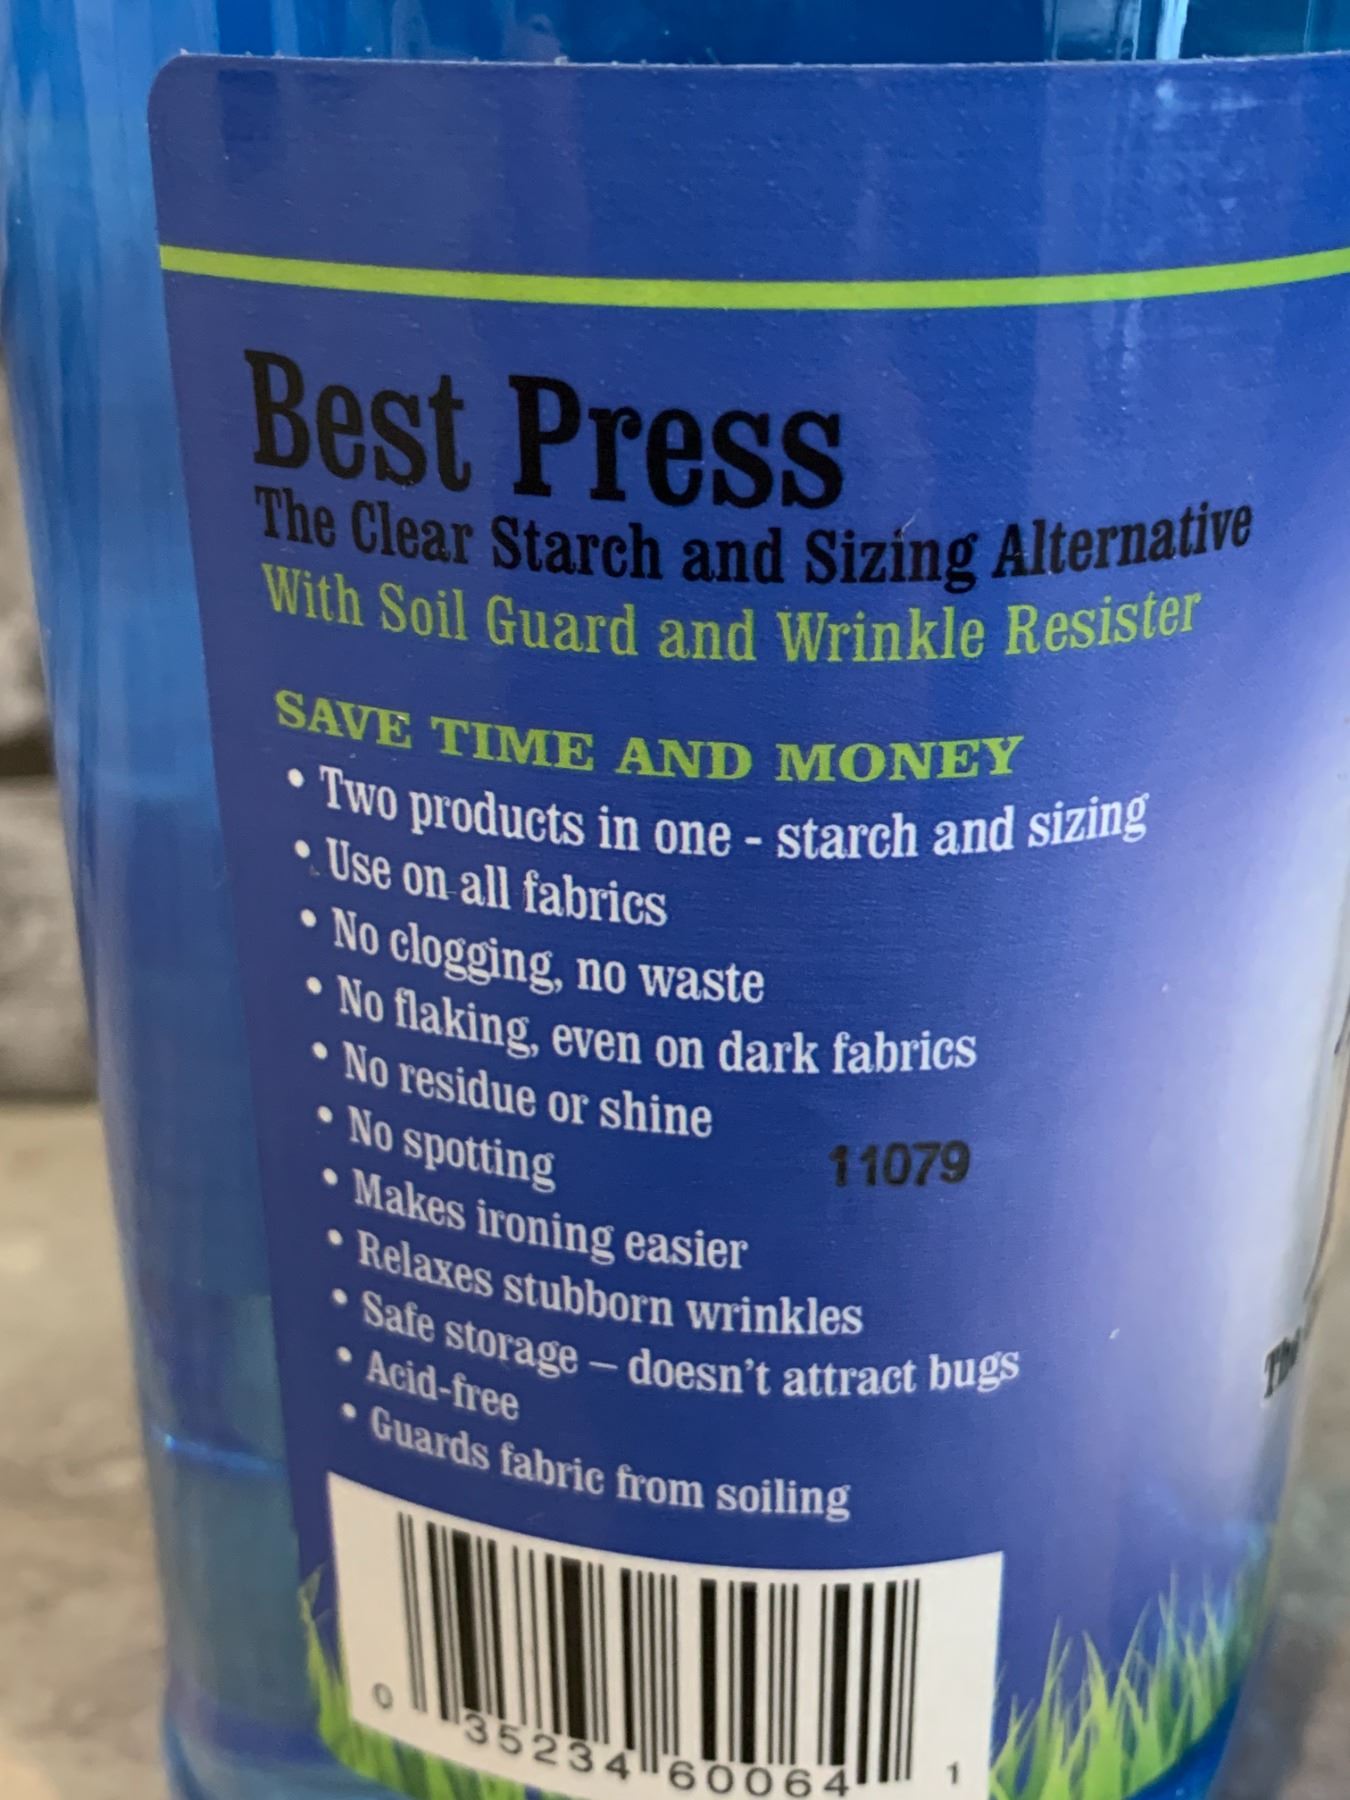 Best Press
The Clear Starch and Sizing Alternative
With Soil Guard and Wrinkle Resister
SAVE TIME AND MONEY
• Two products in one - starch and sizing
• Use on all fabrics
• No clogging, no waste
• No flaking, even on dark fabrics
• No residue or shine
• No spotting
11079
• Makes ironing easier
• Relaxes stubborn wrinkles
• Safe storage – doesn't attract bugs
• Acid-free
• Guards fabric from soiling
0 35234 60064 1